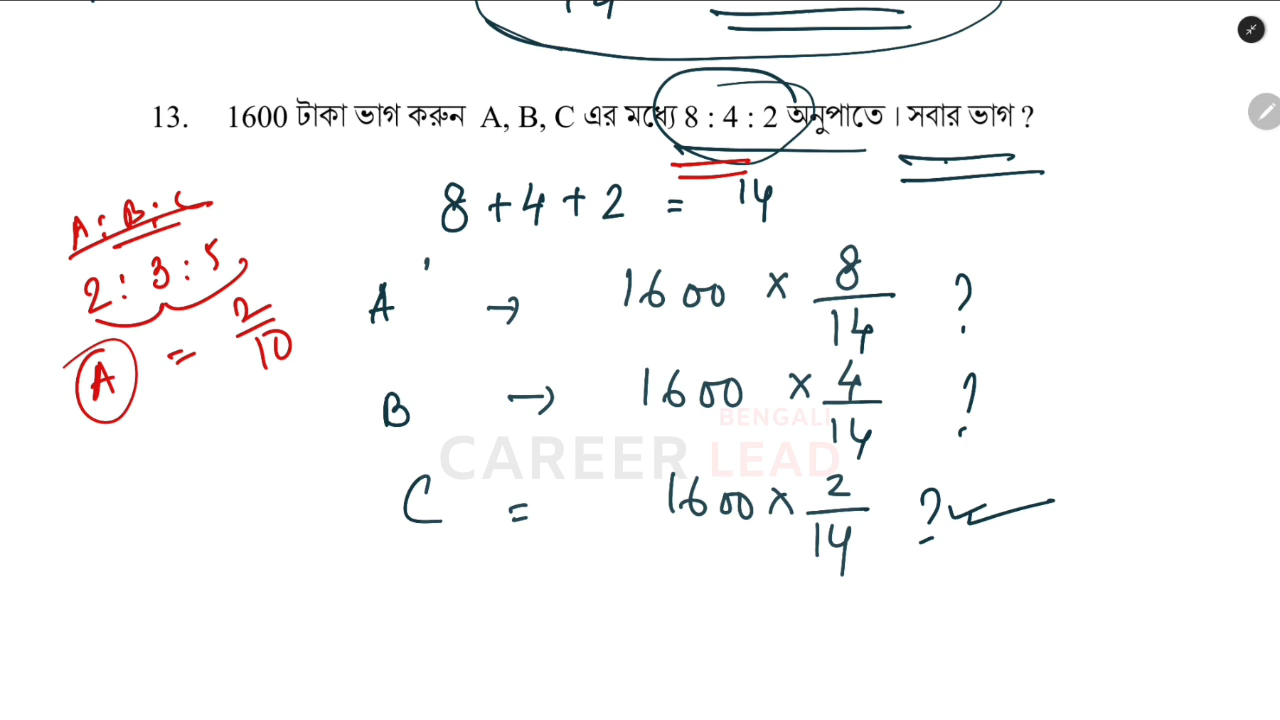 13. 1600 টাকা ভাগ করুন A, B, C এর মধ্যে 8 : 4 : 2 অনুপাতে । সবার ভাগ ?
8 + 4 + 2 = 14
A : B : C
2 : 3 : 5
A = 2/10
A → 1600 × 8/14 ?
B → 1600 × 4/14 ?
C = 1600 × 2/14 ?
BENGALI
CAREER LEAD